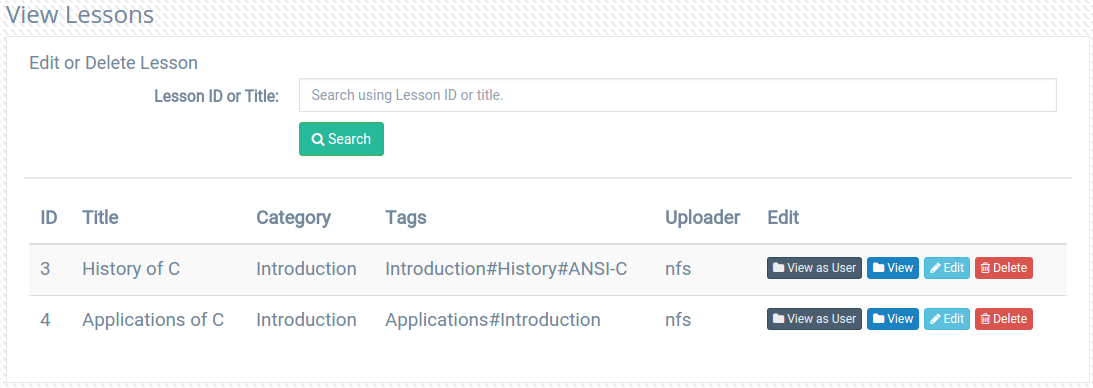 View Lessons
Edit or Delete Lesson
Lesson ID or Title: Search using Lesson ID or title.
Search
ID Title Category Tags Uploader Edit
3 History of C Introduction Introduction#History#ANSI-C nfs View as User View Edit Delete
4 Applications of C Introduction Applications#Introduction nfs View as User View Edit Delete